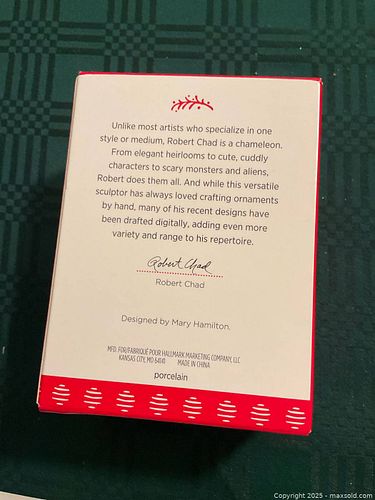 Unlike most artists who specialize in one
style or medium, Robert Chad is a chameleon.
From elegant heirlooms to cute, cuddly
characters to scary monsters and aliens,
Robert does them all. And while this versatile
sculptor has always loved crafting ornaments
by hand, many of his recent designs have
been drafted digitally, adding even more
variety and range to his repertoire.
Robert Chad
Robert Chad
Designed by Mary Hamilton.
MFD. FOR/FABRIQUÉ POUR HALLMARK MARKETING COMPANY, LLC
KANSAS CITY, MO 64141 MADE IN CHINA
porcelain
Copyright 2025 - maxsold.com